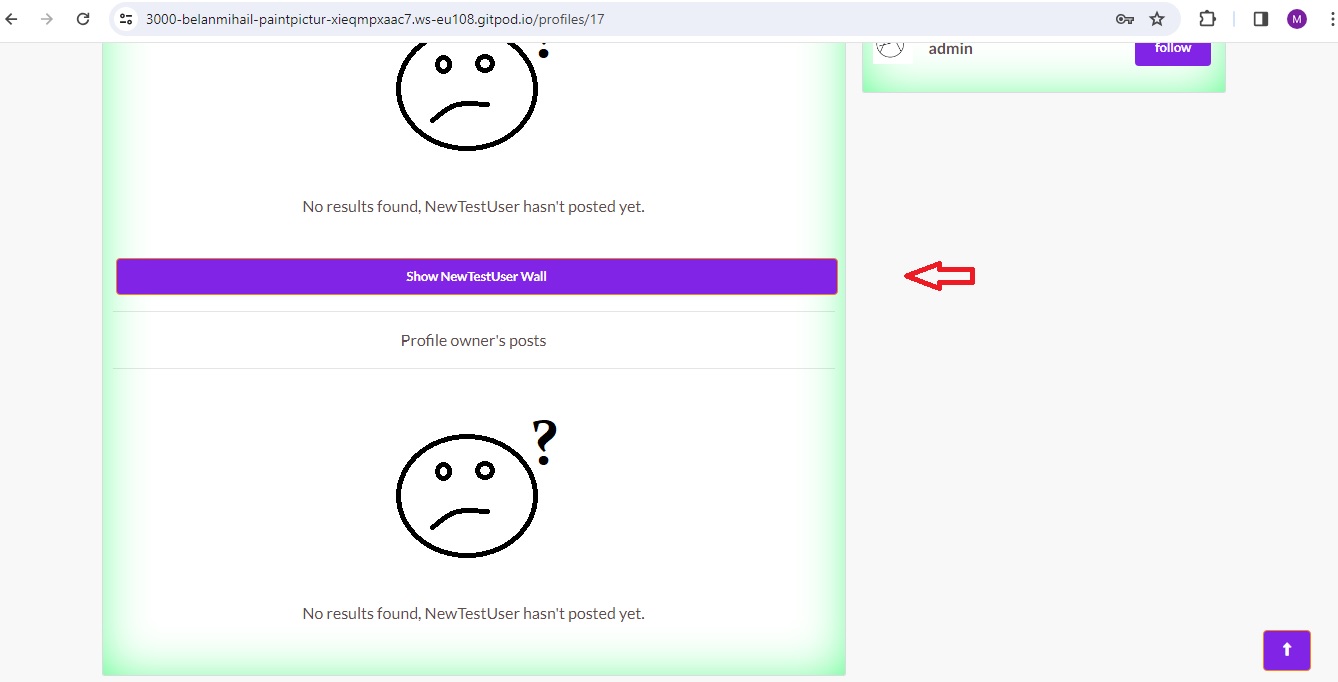 3000-belanmihail-paintpictur-xieqmpxaac7.ws-eu108.gitpod.io/profiles/17
M
admin
follow
?
No results found, NewTestUser hasn't posted yet.
Show NewTestUser Wall
Profile owner's posts
?
No results found, NewTestUser hasn't posted yet.